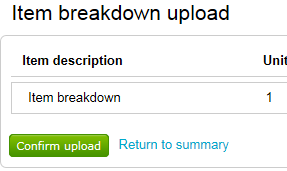 Item breakdown upload
Item description Unit
Item breakdown 1
Confirm upload Return to summary